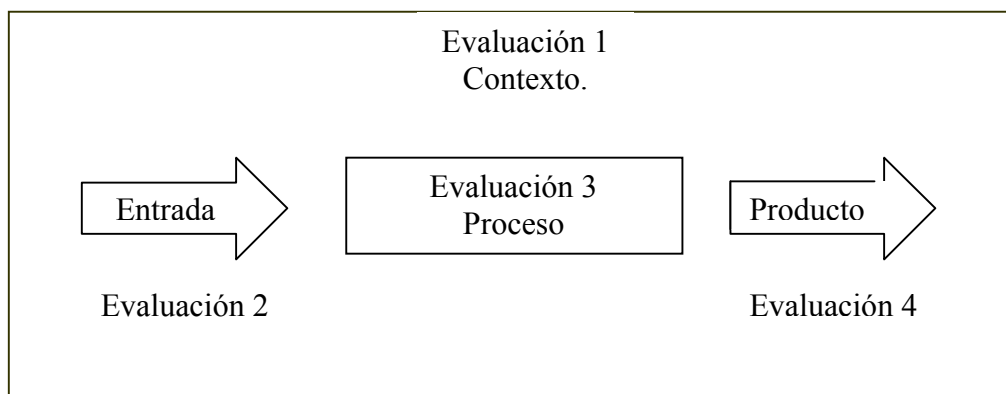 Evaluación 1
Contexto.
Entrada
Evaluación 3
Proceso
Producto
Evaluación 2
Evaluación 4